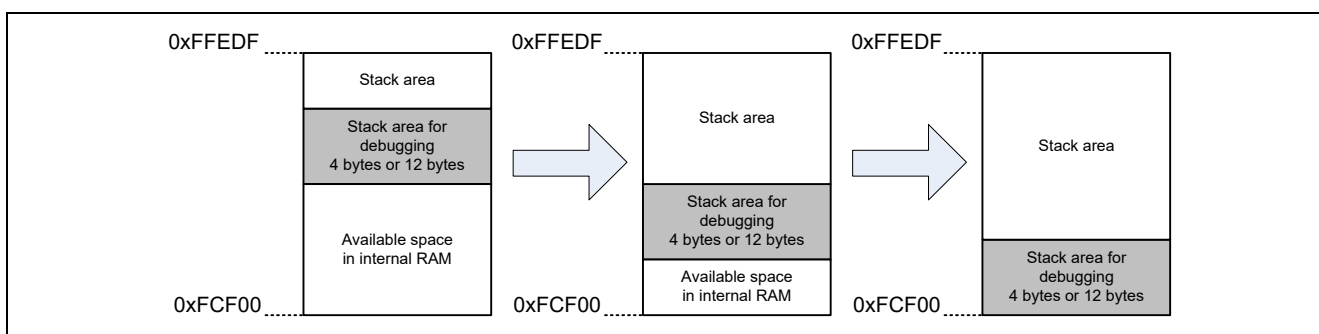 0xFFEDF
Stack area
Stack area for
debugging
4 bytes or 12 bytes
Available space
in internal RAM
0xFCF00
0xFFEDF
Stack area
Stack area for
debugging
4 bytes or 12 bytes
Available space
in internal RAM
0xFCF00
0xFFEDF
Stack area
Stack area for
debugging
4 bytes or 12 bytes
0xFCF00